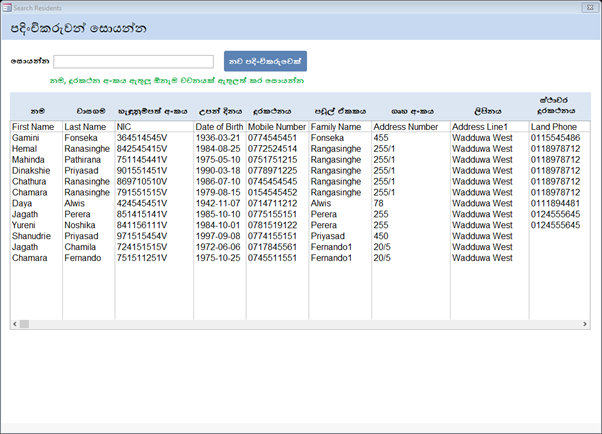 Search Residents
පදිංචිකරුවන් සොයන්න
සොයන්න නව පදිංචිකරුවෙක්
නම, දුරකථන අංකය ඇතුලු ඕනෑම වචනයක් ඇතුලත් කර සොයන්න
නම වාසගම හැඳුනුම්පත් අංකය උපන් දිනය දුරකථනය පවුල් ඒකකය ගෘහ අංකය ලිපිනය ස්ථාවර දුරකථනය
First Name Last Name NIC Date of Birth Mobile Number Family Name Address Number Address Line1 Land Phone
Gamini Fonseka 364514545V 1936-03-21 0774545451 Fonseka 455 Wadduwa West 0115545486
Hemal Ranasinghe 842545415V 1984-08-25 0772524514 Rangasinghe 255/1 Wadduwa West 0118978712
Mahinda Pathirana 751145441V 1975-05-10 0751751215 Rangasinghe 255/1 Wadduwa West 0118978712
Dinakshie Priyasad 901551451V 1990-03-18 0778971225 Rangasinghe 255/1 Wadduwa West 0118978712
Chathura Ranasinghe 869710510V 1986-07-10 0745454545 Rangasinghe 255/1 Wadduwa West 0118978712
Chamara Ranasinghe 791551515V 1979-08-15 0154545452 Rangasinghe 255/1 Wadduwa West 0118978712
Daya Alwis 424545451V 1942-11-07 0714711212 Alwis 78 Wadduwa West 0111894481
Jagath Perera 851415141V 1985-10-10 0775155151 Perera 255 Wadduwa West 0124555645
Yureni Noshika 841156111V 1984-10-01 0781519122 Perera 255 Wadduwa West 0124555645
Shanudrie Priyasad 971515454V 1997-09-08 0774155151 Priyasad 450 Wadduwa West
Jagath Chamila 724151515V 1972-06-06 0717845561 Fernando1 20/5 Wadduwa West
Chamara Fernando 751511251V 1975-10-25 0745511551 Fernando1 20/5 Wadduwa West